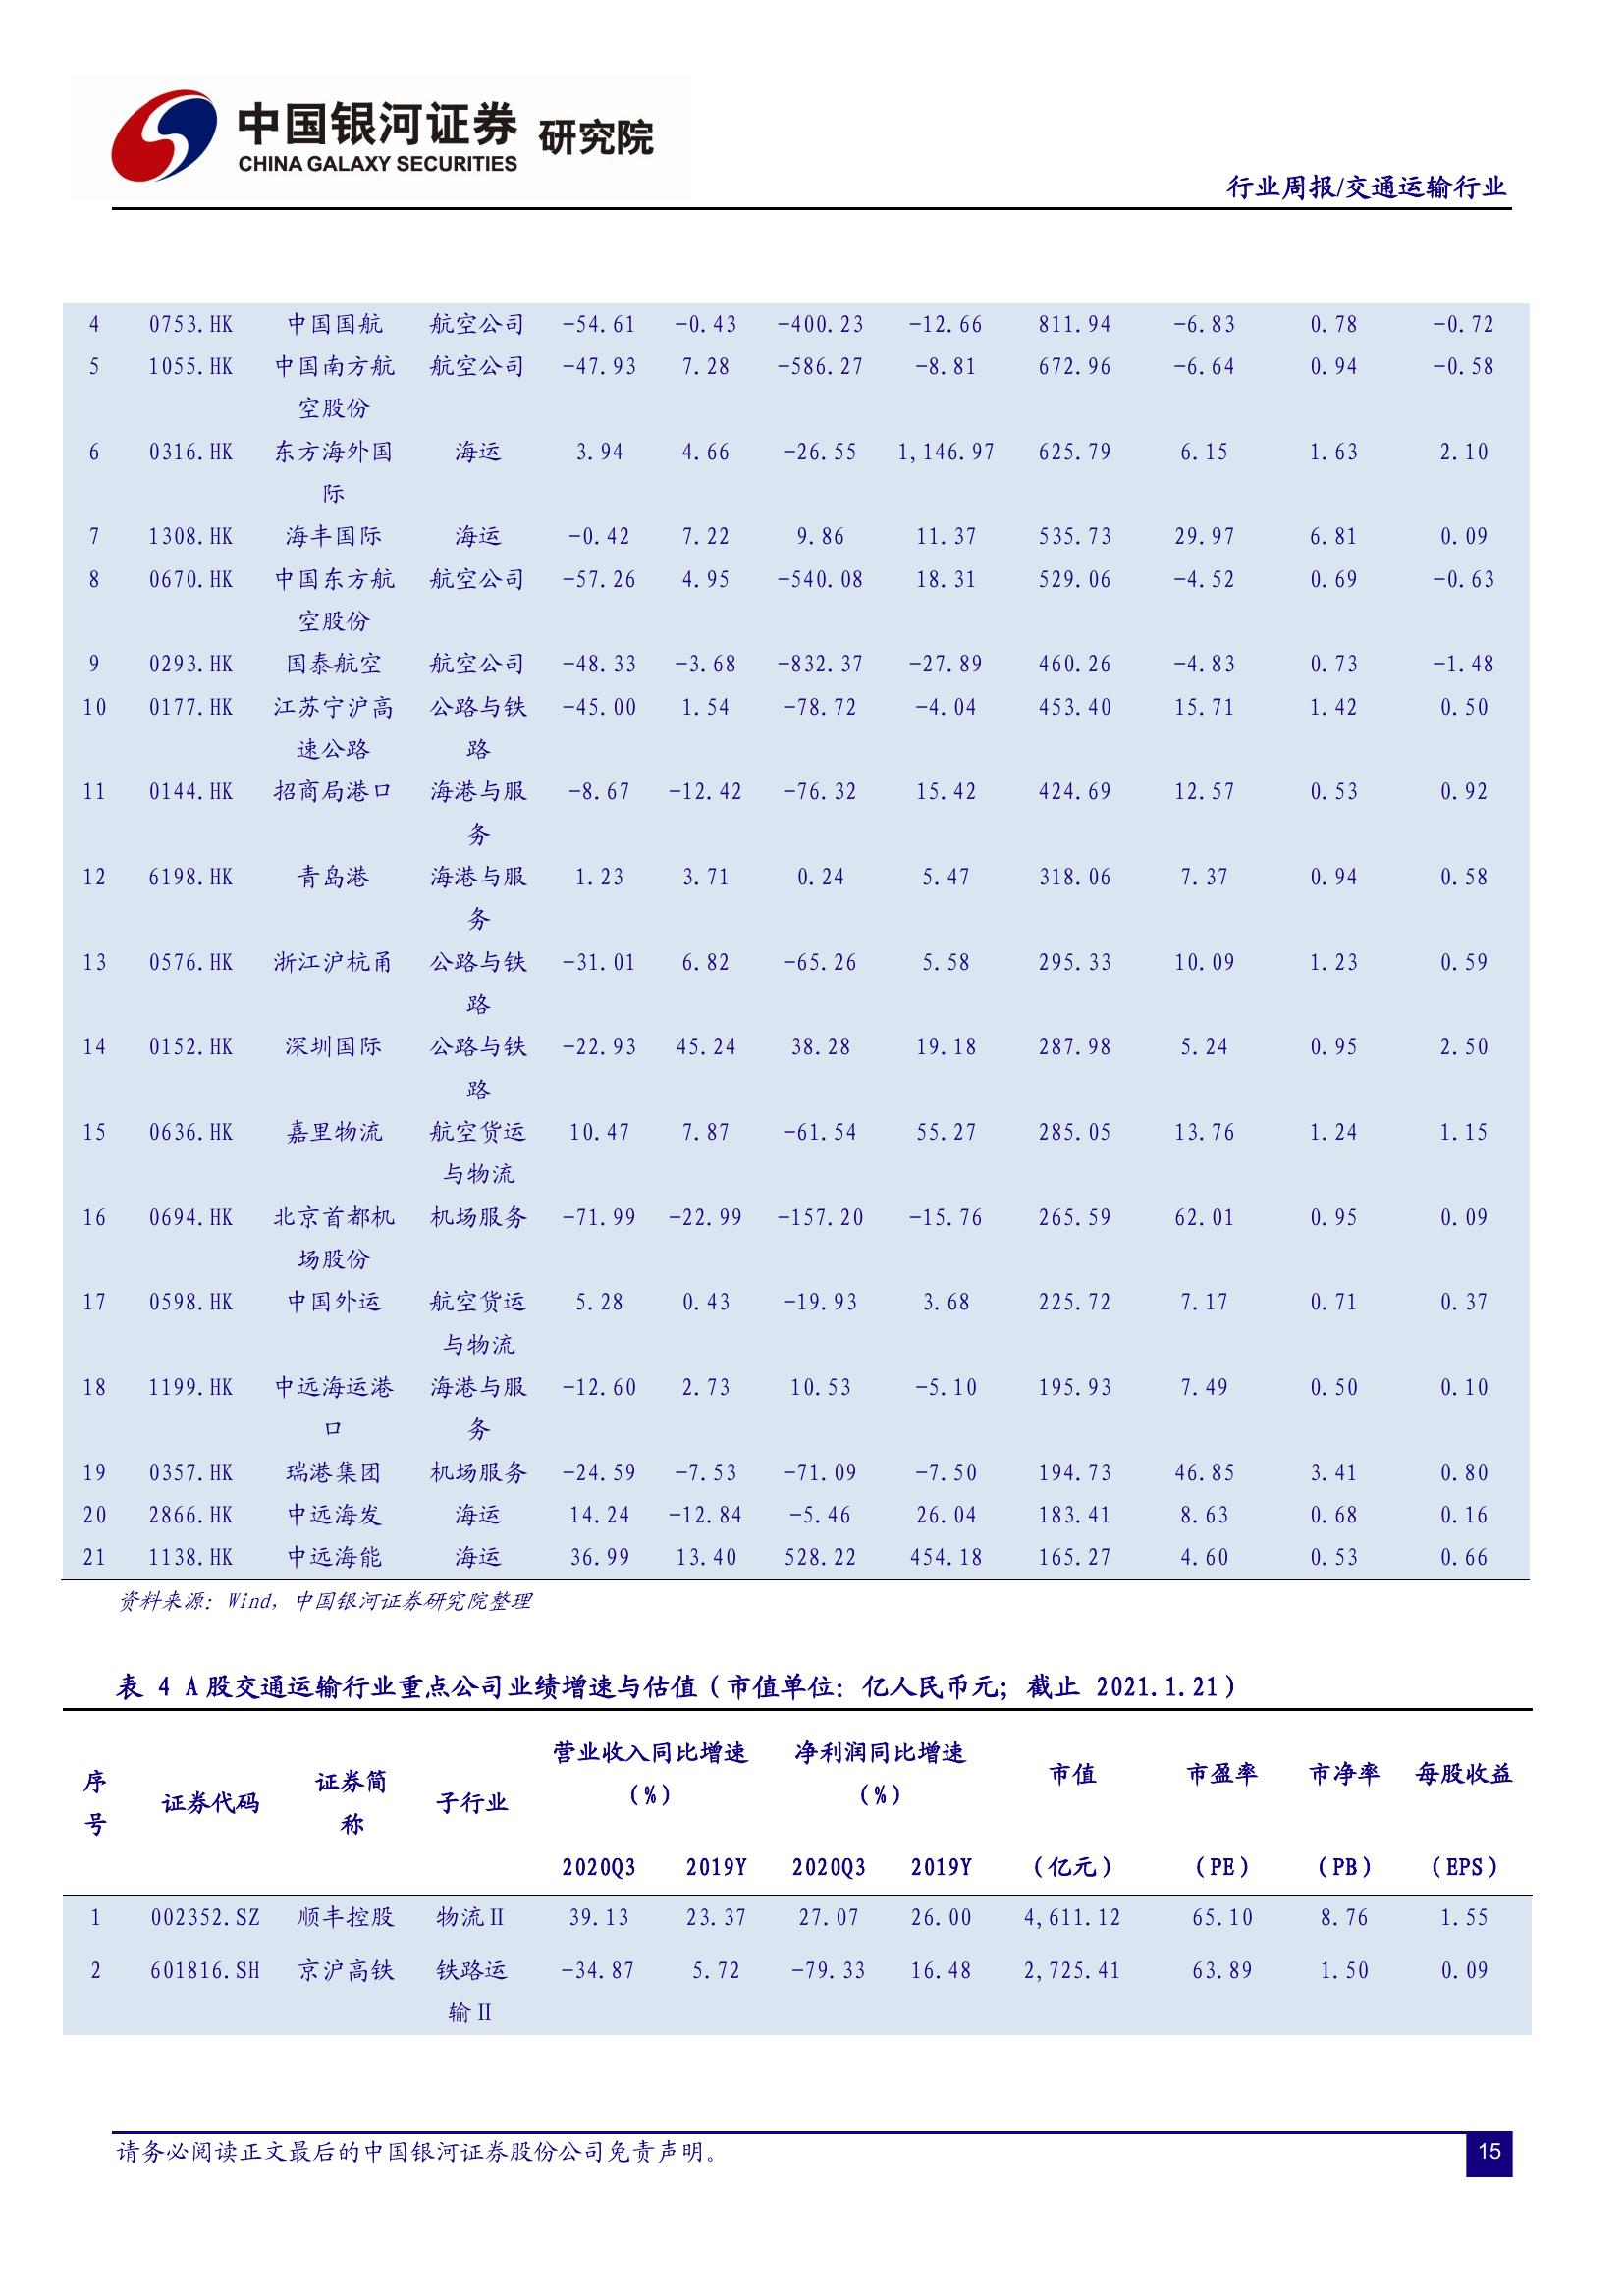 中国银河证券 研究院
CHINA GALAXY SECURITIES
行业周报/交通运输行业
4 0753.HK 中国国航 航空公司 -54.61 -0.43 -400.23 -12.66 811.94 -6.83 0.78 -0.72
5 1055.HK 中国南方航 航空公司 -47.93 7.28 -586.27 -8.81 672.96 -6.64 0.94 -0.58
空股份
6 0316.HK 东方海外国 海运 3.94 4.66 -26.55 1,146.97 625.79 6.15 1.63 2.10
际
7 1308.HK 海丰国际 海运 -0.42 7.22 9.86 11.37 535.73 29.97 6.81 0.09
8 0670.HK 中国东方航 航空公司 -57.26 4.95 -540.08 18.31 529.06 -4.52 0.69 -0.63
空股份
9 0293.HK 国泰航空 航空公司 -48.33 -3.68 -832.37 -27.89 460.26 -4.83 0.73 -1.48
10 0177.HK 江苏宁沪高 公路与铁 -45.00 1.54 -78.72 -4.04 453.40 15.71 1.42 0.50
速公路 路
11 0144.HK 招商局港口 海港与服 -8.67 -12.42 -76.32 15.42 424.69 12.57 0.53 0.92
务
12 6198.HK 青岛港 海港与服 1.23 3.71 0.24 5.47 318.06 7.37 0.94 0.58
务
13 0576.HK 浙江沪杭甬 公路与铁 -31.01 6.82 -65.26 5.58 295.33 10.09 1.23 0.59
路
14 0152.HK 深圳国际 公路与铁 -22.93 45.24 38.28 19.18 287.98 5.24 0.95 2.50
路
15 0636.HK 嘉里物流 航空货运 10.47 7.87 -61.54 55.27 285.05 13.76 1.24 1.15
与物流
16 0694.HK 北京首都机 机场服务 -71.99 -22.99 -157.20 -15.76 265.59 62.01 0.95 0.09
场股份
17 0598.HK 中国外运 航空货运 5.28 0.43 -19.93 3.68 225.72 7.17 0.71 0.37
与物流
18 1199.HK 中远海运港 海港与服 -12.60 2.73 10.53 -5.10 195.93 7.49 0.50 0.10
口 务
19 0357.HK 瑞港集团 机场服务 -24.59 -7.53 -71.09 -7.50 194.73 46.85 3.41 0.80
20 2866.HK 中远海发 海运 14.24 -12.84 -5.46 26.04 183.41 8.63 0.68 0.16
21 1138.HK 中远海能 海运 36.99 13.40 528.22 454.18 165.27 4.60 0.53 0.66
资料来源：Wind，中国银河证券研究院整理
表 4 A股交通运输行业重点公司业绩增速与估值（市值单位：亿人民币元；截止 2021.1.21）
序 证券代码 证券简 子行业 营业收入同比增速 净利润同比增速 市值 市盈率 市净率 每股收益
号 称 （%） （%）
2020Q3 2019Y 2020Q3 2019Y （亿元） （PE） （PB） （EPS）
1 002352.SZ 顺丰控股 物流Ⅱ 39.13 23.37 27.07 26.00 4,611.12 65.10 8.76 1.55
2 601816.SH 京沪高铁 铁路运 -34.87 5.72 -79.33 16.48 2,725.41 63.89 1.50 0.09
输Ⅱ
请务必阅读正文最后的中国银河证券股份公司免责声明。
15